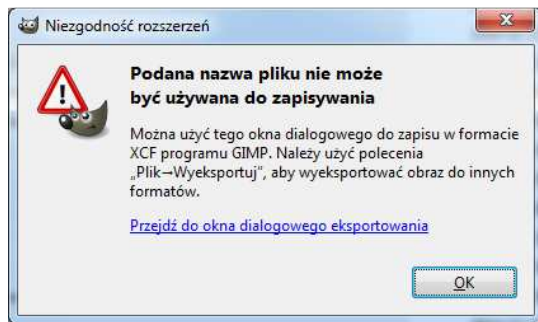 Niezgodność rozszerzeń
Podana nazwa pliku nie może
być używana do zapisywania
Można użyć tego okna dialogowego do zapisu w formacie
XCF programu GIMP. Należy użyć polecenia
„Plik→Wyeksportuj”, aby wyeksportować obraz do innych
formatów.
Przejdź do okna dialogowego eksportowania
OK